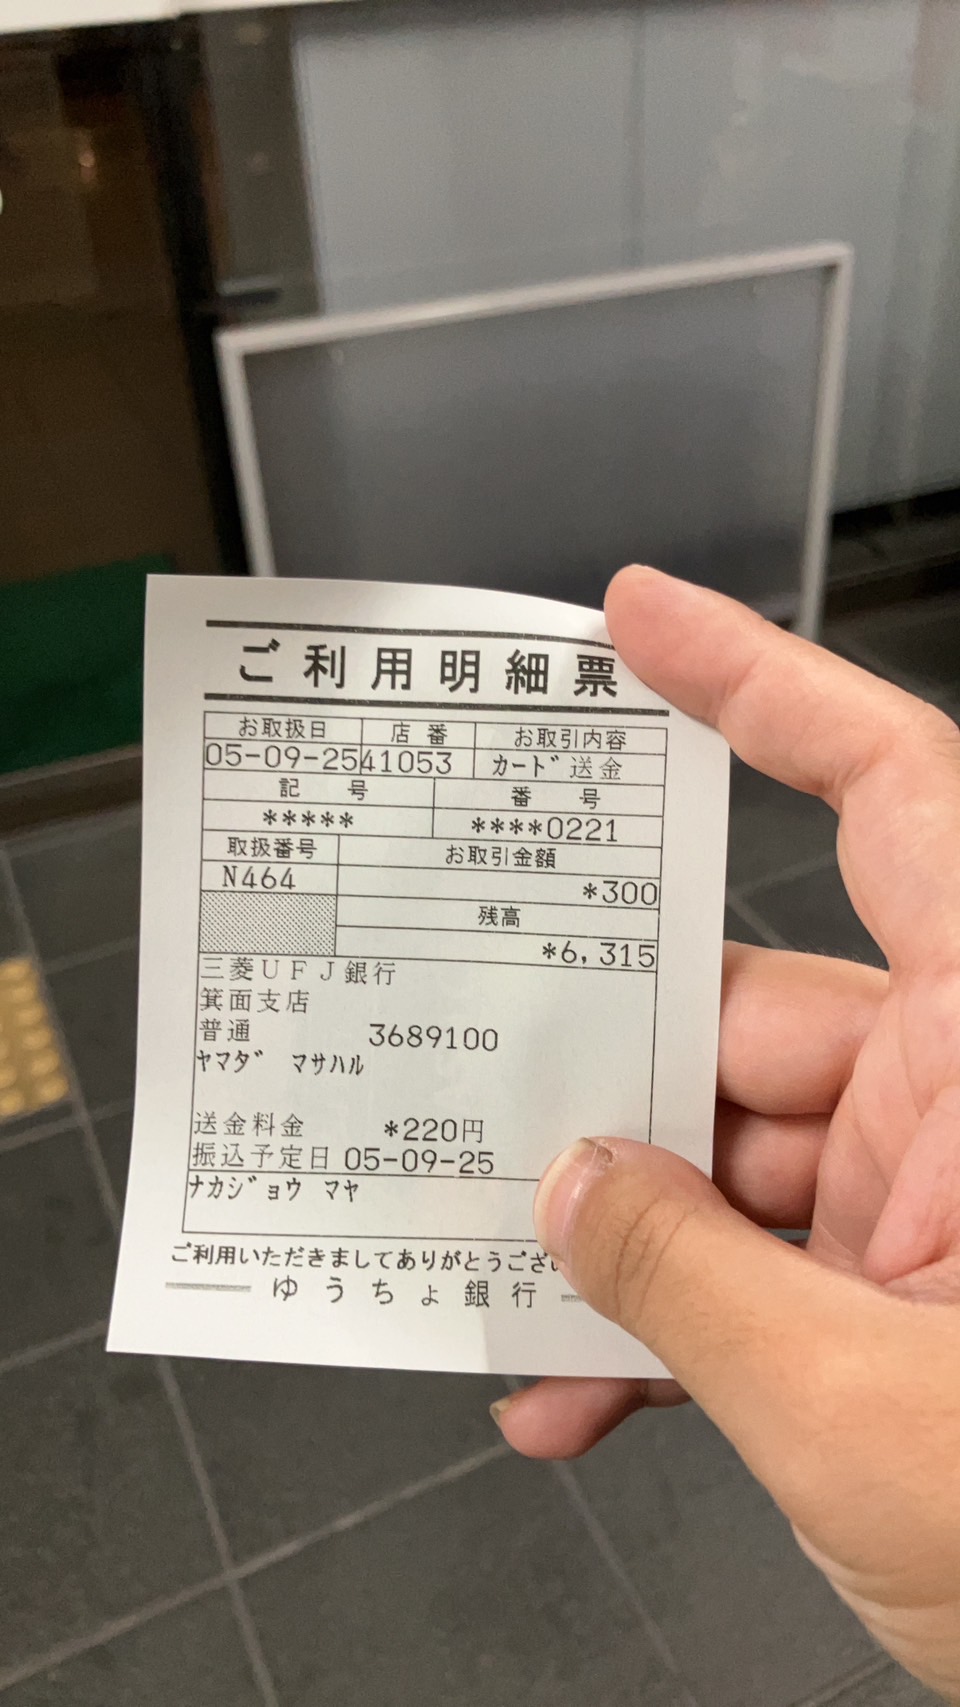 ご利用明細票
お取扱日 店番 お取引内容
05-09-25 41053 ｶｰﾄﾞ送金
記号 番号
***** ****0221
取扱番号 お取引金額
N464 *300
残高
*6,315
三菱ＵＦＪ銀行
箕面支店
普通 3689100
ﾔﾏﾀﾞ ﾏｻﾊﾙ
送金料金 *220円
振込予定日 05-09-25
ﾅｶｼﾞｮｳ ﾏﾔ
ご利用いただきましてありがとうござい
ゆうちょ銀行